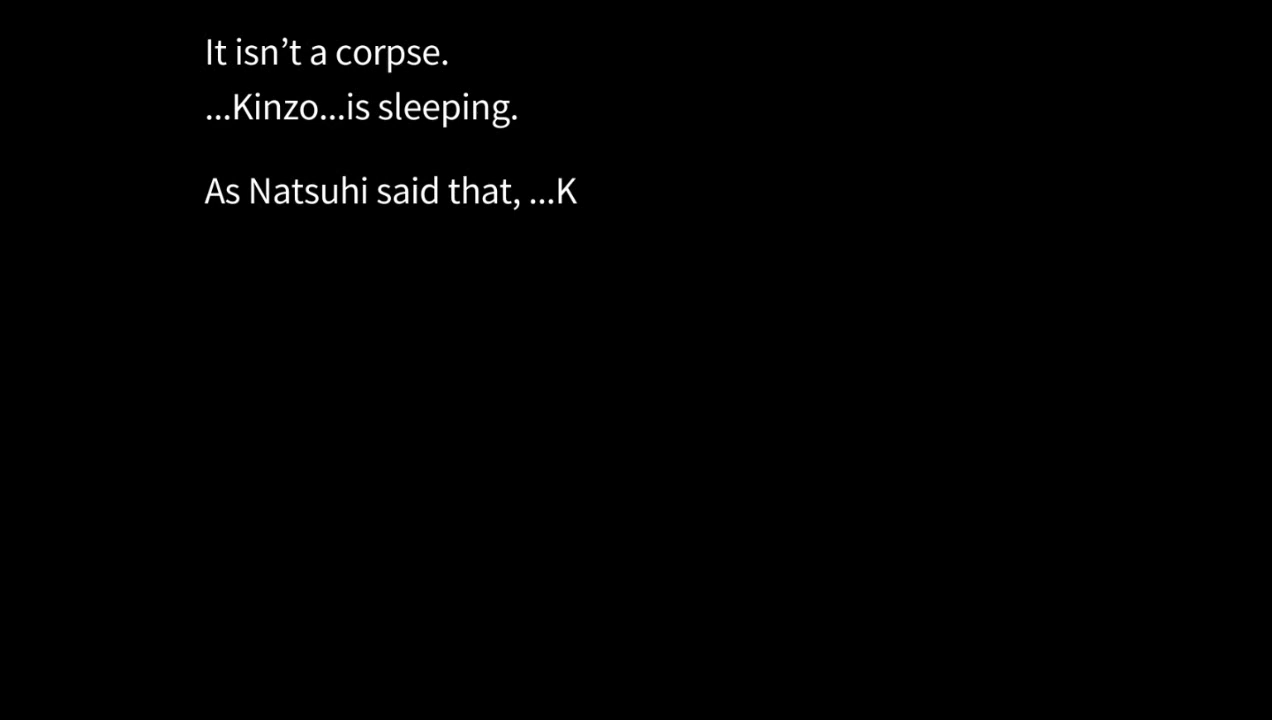 It isn’t a corpse.
...Kinzo...is sleeping.
As Natsuhi said that, ...K